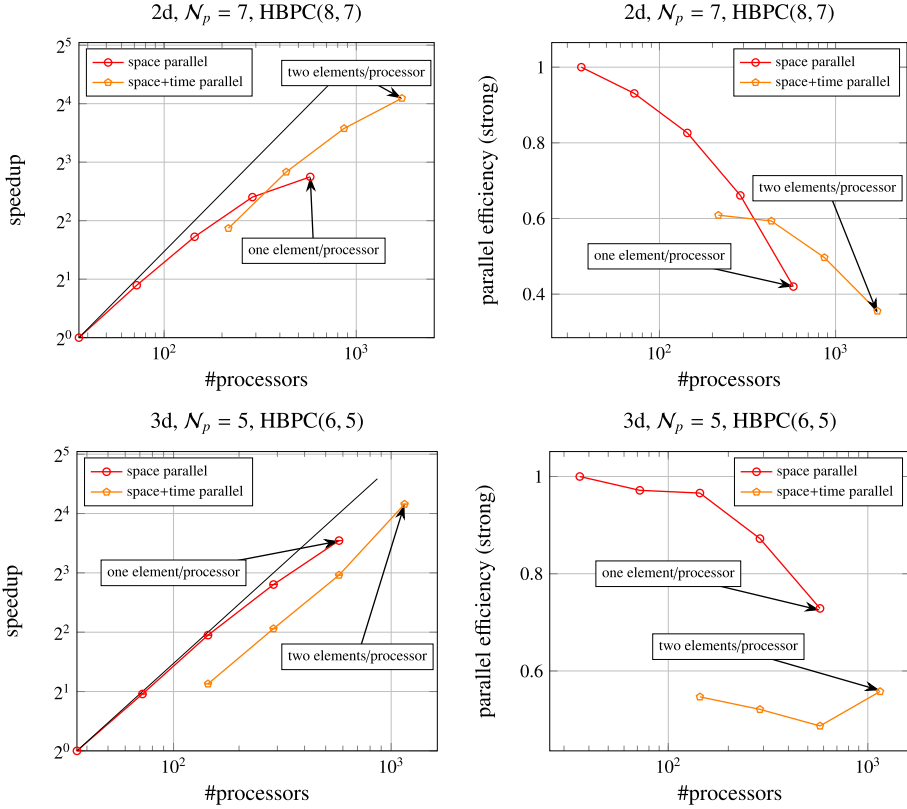 2d, 𝒩p = 7, HBPC(8, 7)
2^5
2^4
2^3
2^2
2^1
2^0
speedup
space parallel
space+time parallel
two elements/processor
one element/processor
10^2
10^3
#processors
2d, 𝒩p = 7, HBPC(8, 7)
1
0.8
0.6
0.4
parallel efficiency (strong)
space parallel
space+time parallel
two elements/processor
one element/processor
10^2
10^3
#processors
3d, 𝒩p = 5, HBPC(6, 5)
2^5
2^4
2^3
2^2
2^1
2^0
speedup
space parallel
space+time parallel
one element/processor
two elements/processor
10^2
10^3
#processors
3d, 𝒩p = 5, HBPC(6, 5)
1
0.8
0.6
parallel efficiency (strong)
space parallel
space+time parallel
one element/processor
two elements/processor
10^2
10^3
#processors